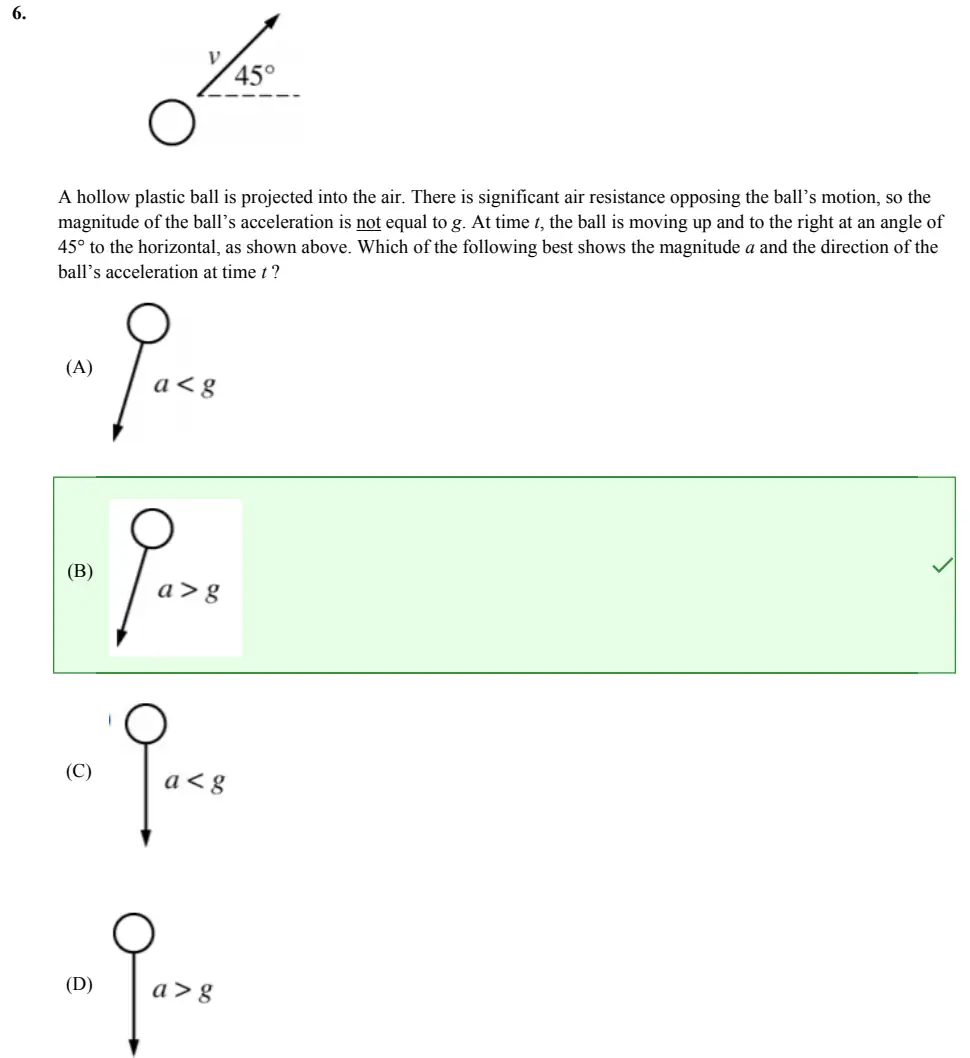 6.
v
45°
A hollow plastic ball is projected into the air. There is significant air resistance opposing the ball’s motion, so the
magnitude of the ball’s acceleration is not equal to g. At time t, the ball is moving up and to the right at an angle of
45° to the horizontal, as shown above. Which of the following best shows the magnitude a and the direction of the
ball’s acceleration at time t ?
(A)
a < g
(B)
a > g
(C)
a < g
(D)
a > g